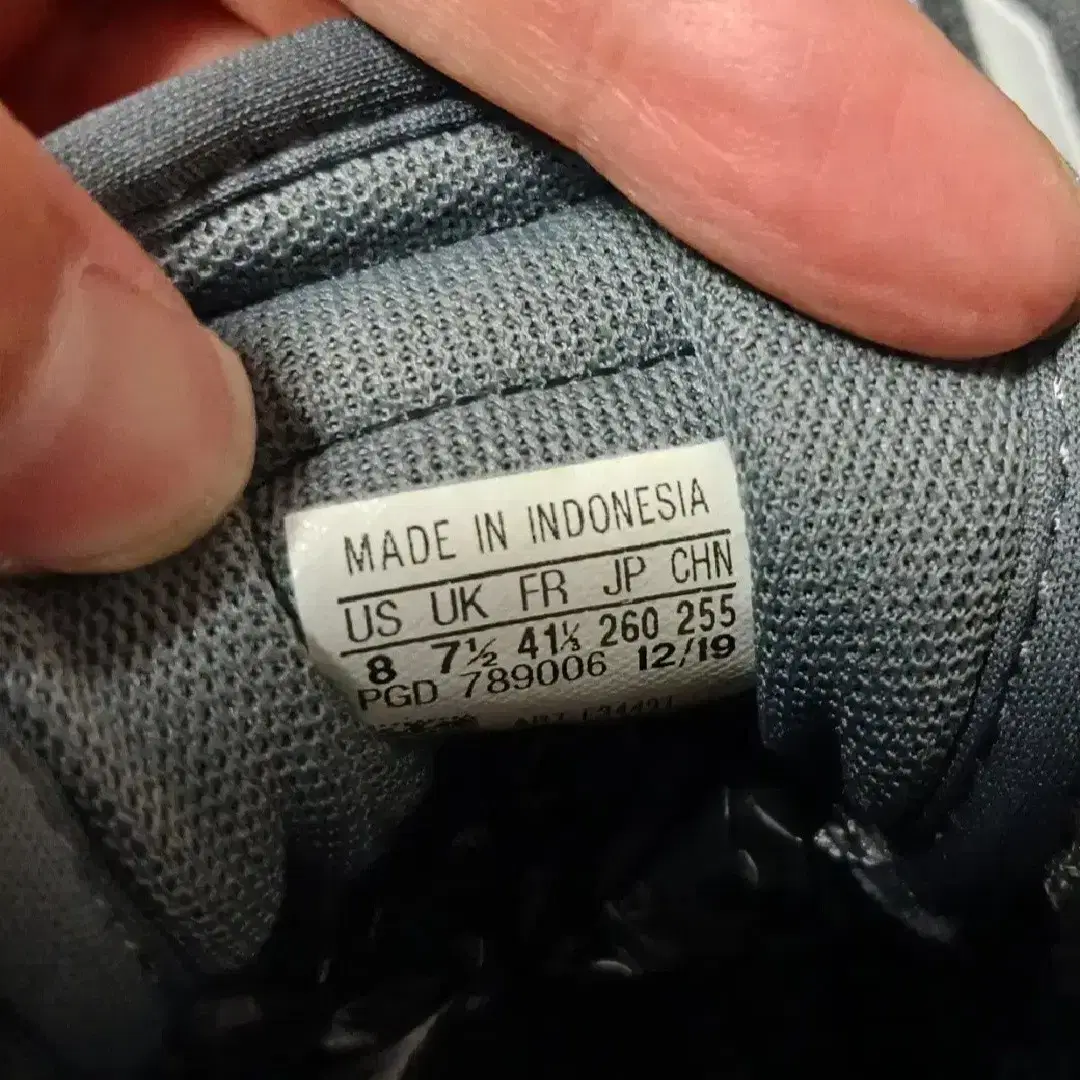 MADE IN INDONESIA
US UK FR JP CHN
8 7½ 41⅓ 260 255
PGD 789006 12/19